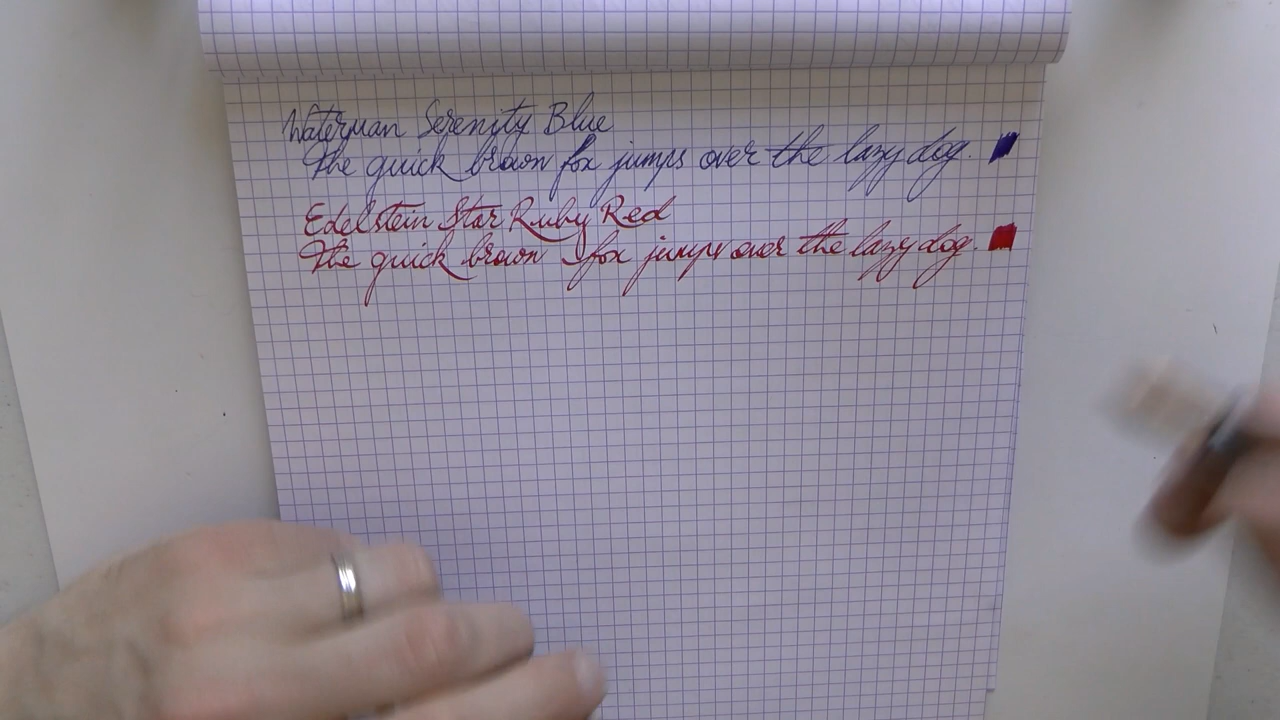 Waterman Serenity Blue
The quick brown fox jumps over the lazy dog.
Edelstein Star Ruby Red
The quick brown fox jumps over the lazy dog.